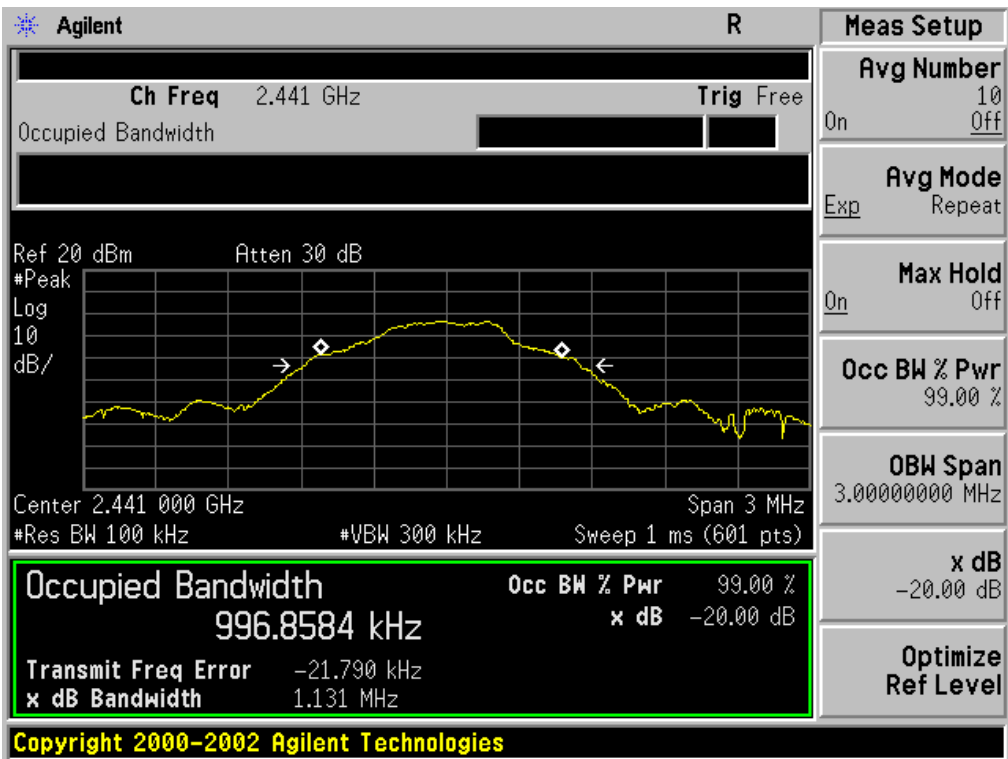 Agilent R
Ch Freq 2.441 GHz Trig Free
Occupied Bandwidth
Ref 20 dBm Atten 30 dB
#Peak
Log
10
dB/
Center 2.441 000 GHz Span 3 MHz
#Res BW 100 kHz #VBW 300 kHz Sweep 1 ms (601 pts)
Occupied Bandwidth Occ BW % Pwr 99.00 %
996.8584 kHz x dB -20.00 dB
Transmit Freq Error -21.790 kHz
x dB Bandwidth 1.131 MHz
Copyright 2000-2002 Agilent Technologies
Meas Setup
Avg Number
10
On Off
Avg Mode
Exp Repeat
Max Hold
On Off
Occ BW % Pwr
99.00 %
OBW Span
3.00000000 MHz
x dB
-20.00 dB
Optimize
Ref Level